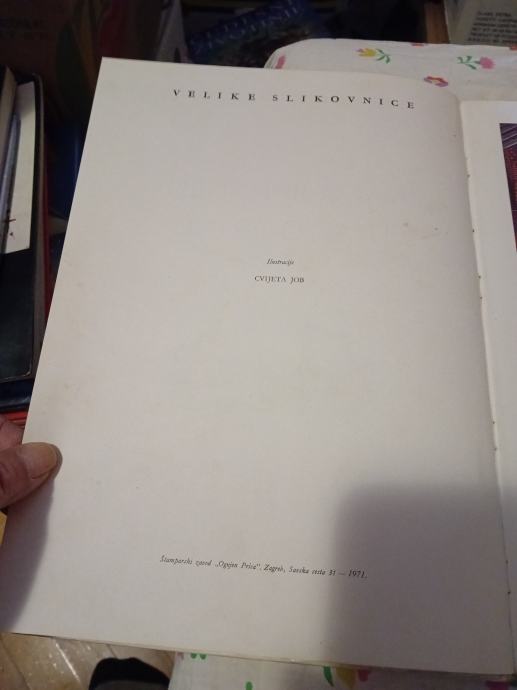 VELIKE SLIKOVNICE
Ilustracije
CVIJETA JOB
Štamparski zavod „Ognjen Prica“, Zagreb, Savska cesta 31 — 1971.